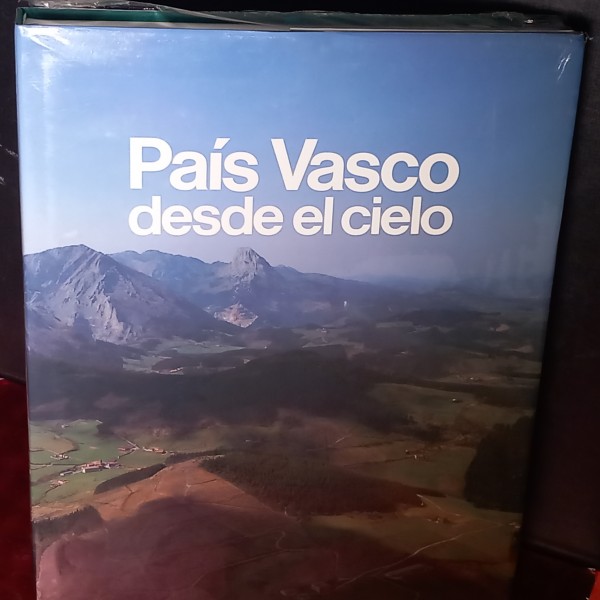 País Vasco
desde el cielo